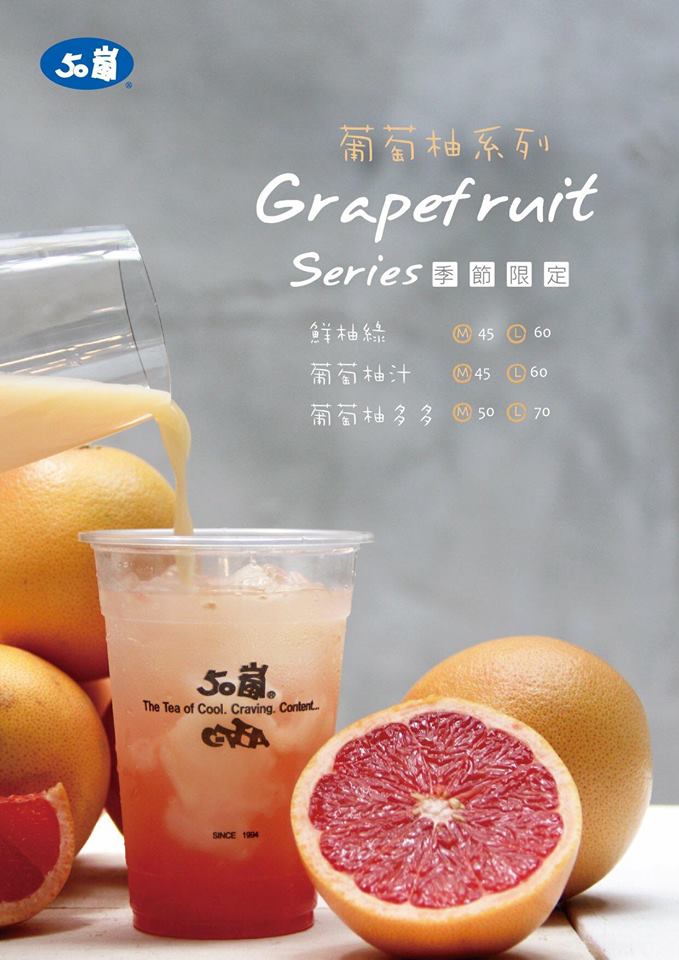 50嵐®
葡萄柚系列
Grapefruit
Series 季節限定
鮮柚綠 M 45 L 60
葡萄柚汁 M 45 L 60
葡萄柚多多 M 50 L 70
50嵐®
The Tea of Cool. Craving. Content...
SINCE 1994